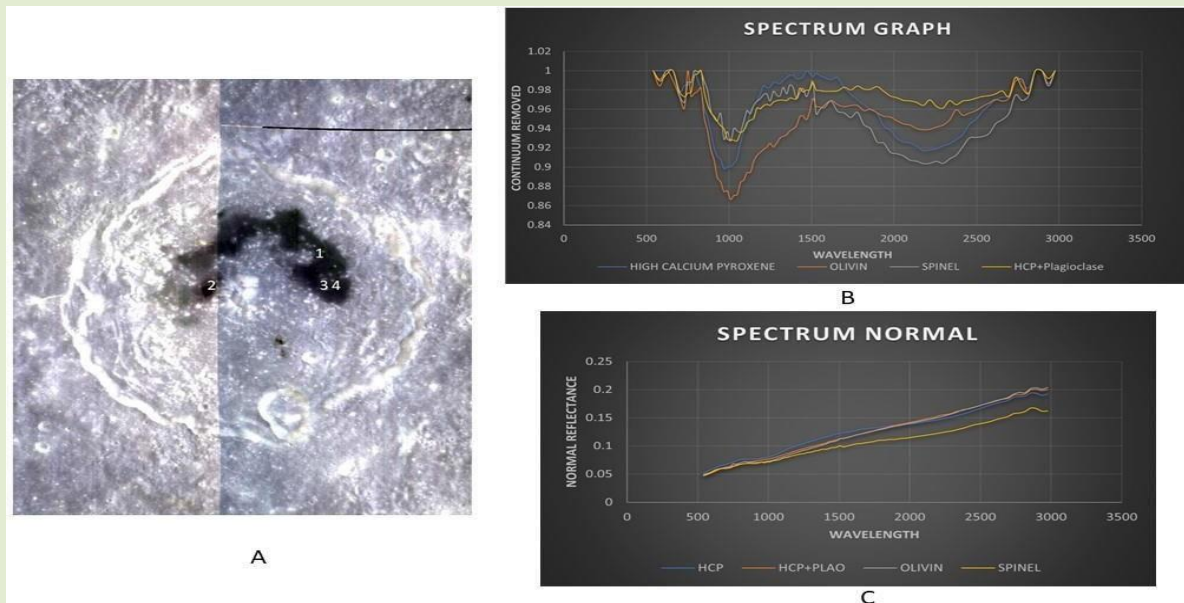 1
2
3 4
A
SPECTRUM GRAPH
CONTINUUM REMOVED
1.02
1
0.98
0.96
0.94
0.92
0.9
0.88
0.86
0.84
0 500 1000 1500 2000 2500 3000 3500
WAVELENGTH
HIGH CALCIUM PYROXENE OLIVIN SPINEL HCP+Plagioclase
B
SPECTRUM NORMAL
NORMAL REFLECTANCE
0.25
0.2
0.15
0.1
0.05
0
0 500 1000 1500 2000 2500 3000 3500
WAVELENGTH
HCP HCP+PLAO OLIVIN SPINEL
C